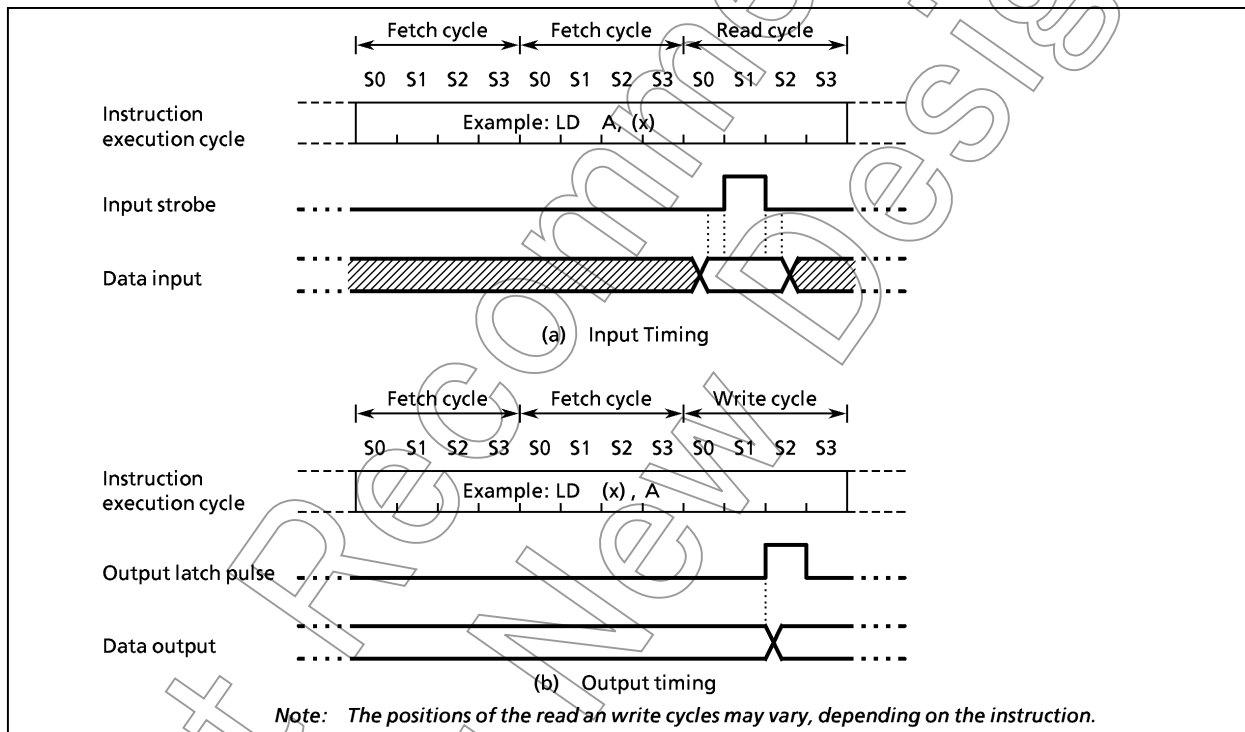 Fetch cycle Fetch cycle Read cycle
S0 S1 S2 S3 S0 S1 S2 S3 S0 S1 S2 S3
Instruction
execution cycle
Example: LD A, (x)
Input strobe
Data input
(a) Input Timing
Fetch cycle Fetch cycle Write cycle
S0 S1 S2 S3 S0 S1 S2 S3 S0 S1 S2 S3
Instruction
execution cycle
Example: LD (x) , A
Output latch pulse
Data output
(b) Output timing
Note: The positions of the read an write cycles may vary, depending on the instruction.
Recomme
New Desig